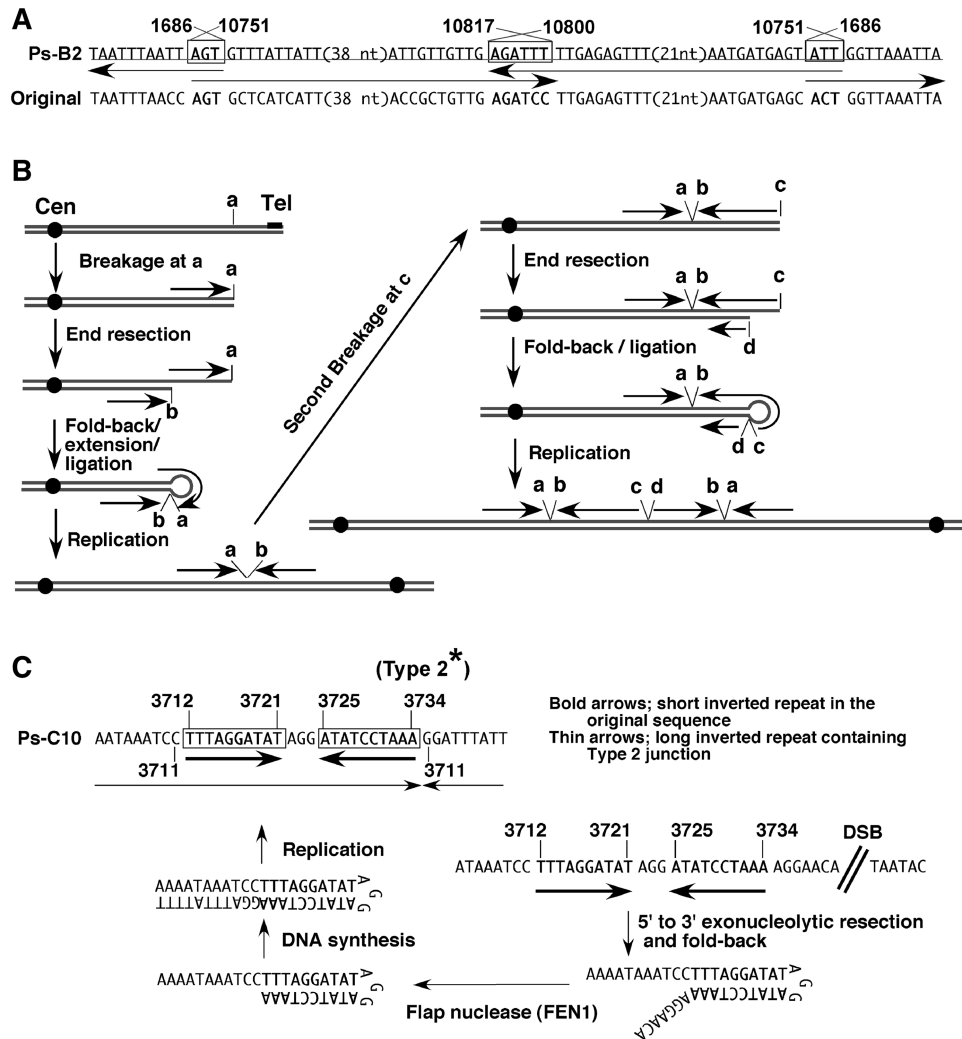 A
1686 10751 10817 10800 10751 1686
Ps-B2 TAATTTAATT AGT GTTTATTATT(38 nt)ATTGTTGTTG AGATTT TTGAGAGTTT(21nt)AATGATGAGT ATT GGTTAAATTA
Original TAATTTAACC AGT GCTCATCATT(38 nt)ACCGCTGTTG AGATCC TTGAGAGTTT(21nt)AATGATGAGC ACT GGTTAAATTA
B
Cen a Tel
Breakage at a
a
End resection
a
b
Fold-back/
extension/
ligation
b a
Replication
a b
Second Breakage at c
a b c
End resection
a b c
d
Fold-back / ligation
a b
d c
Replication
a b c d b a
C
(Type 2*)
3712 3721 3725 3734
Ps-C10 AATAAATCC TTTAGGATAT AGG ATATCCTAAA GGATTTATT
3711 3711
Bold arrows; short inverted repeat in the
original sequence
Thin arrows; long inverted repeat containing
Type 2 junction
3712 3721 3725 3734 DSB
ATAAATCC TTTAGGATAT AGG ATATCCTAAA AGGAACA TAATAC
5' to 3' exonucleolytic resection
and fold-back
AAAATAAATCCTTTAGGATAT A G G
ATATCCTAAA AGGAACA
Flap nuclease (FEN1)
AAAATAAATCCTTTAGGATAT A G G
ATATCCTAAA
DNA synthesis
AAAATAAATCCTTTAGGATAT A G G
ATATCCTAAAGGATTTATTTT
Replication